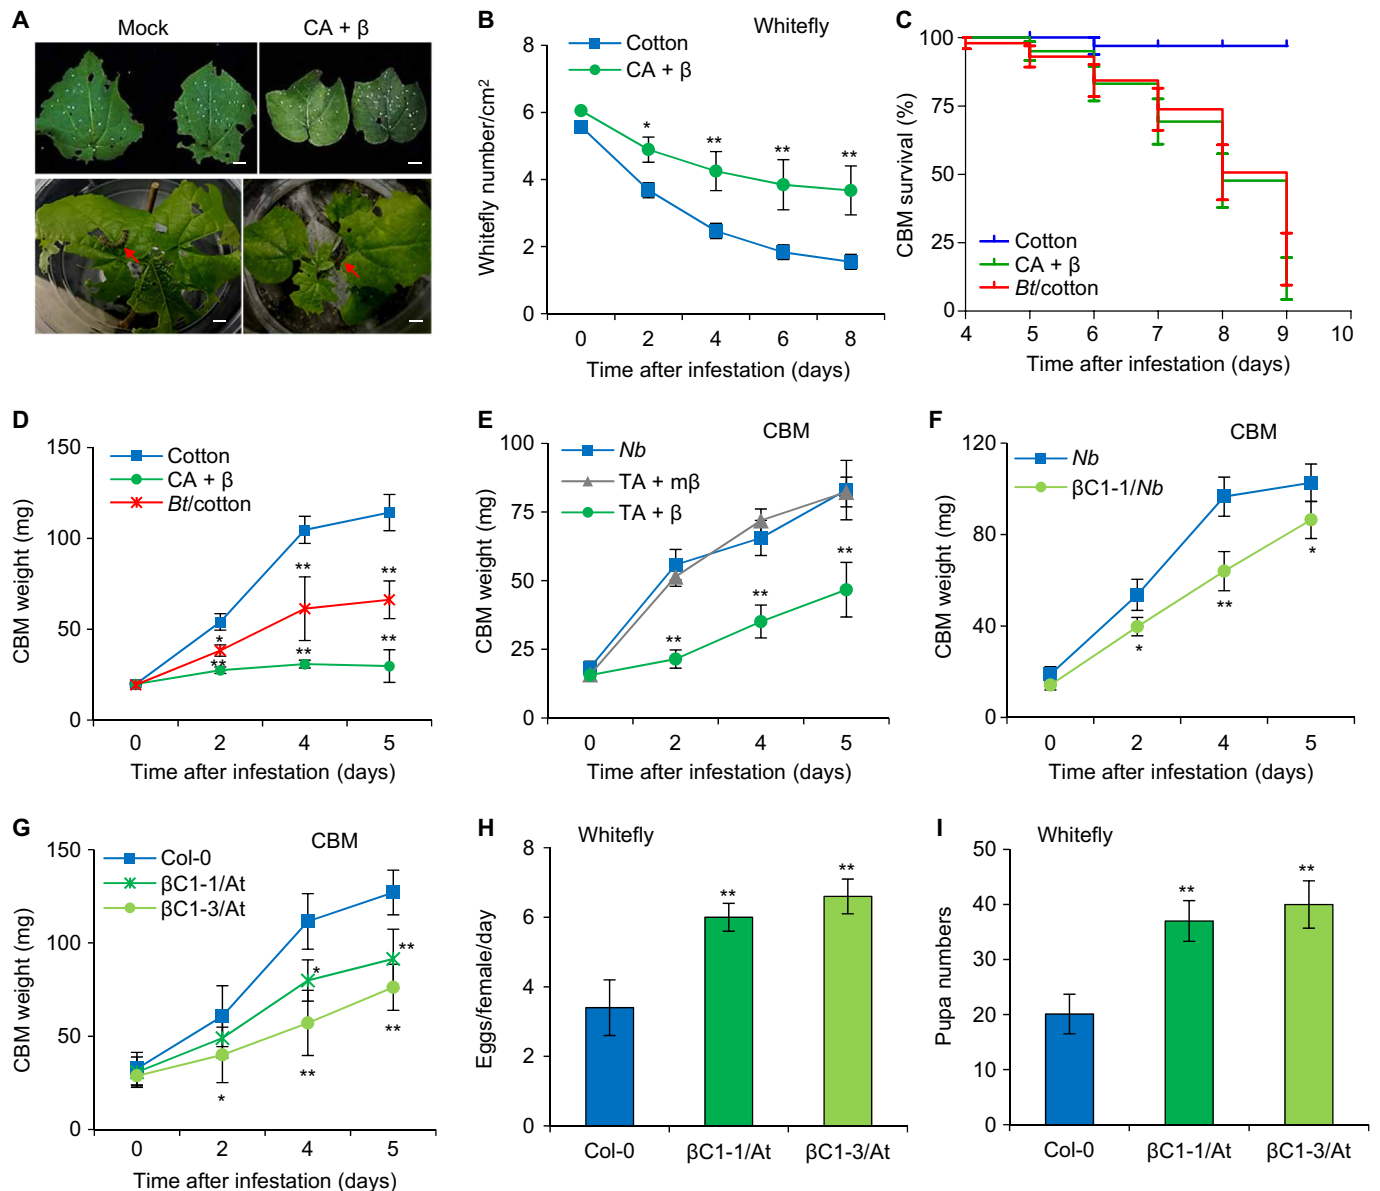 A
Mock
CA + β
B
Whitefly
Cotton
CA + β
Whitefly number/cm2
8
6
4
2
0
*
**
**
**
0 2 4 6 8
Time after infestation (days)
C
CBM survival (%)
100
75
50
25
0
Cotton
CA + β
Bt/cotton
4 5 6 7 8 9 10
Time after infestation (days)
D
CBM weight (mg)
150
100
50
0
Cotton
CA + β
Bt/cotton
*
**
**
**
**
**
0 2 4 5
Time after infestation (days)
E
CBM
CBM weight (mg)
100
75
50
25
0
Nb
TA + mβ
TA + β
**
**
**
0 2 4 5
Time after infestation (days)
F
CBM
CBM weight (mg)
120
80
40
0
Nb
βC1-1/Nb
*
**
*
0 2 4 5
Time after infestation (days)
G
CBM
CBM weight (mg)
150
100
50
0
Col-0
βC1-1/At
βC1-3/At
*
*
**
**
**
0 2 4 5
Time after infestation (days)
H
Whitefly
Eggs/female/day
8
6
4
2
0
**
**
Col-0 βC1-1/At βC1-3/At
I
Whitefly
Pupa numbers
50
40
30
20
10
0
**
**
Col-0 βC1-1/At βC1-3/At